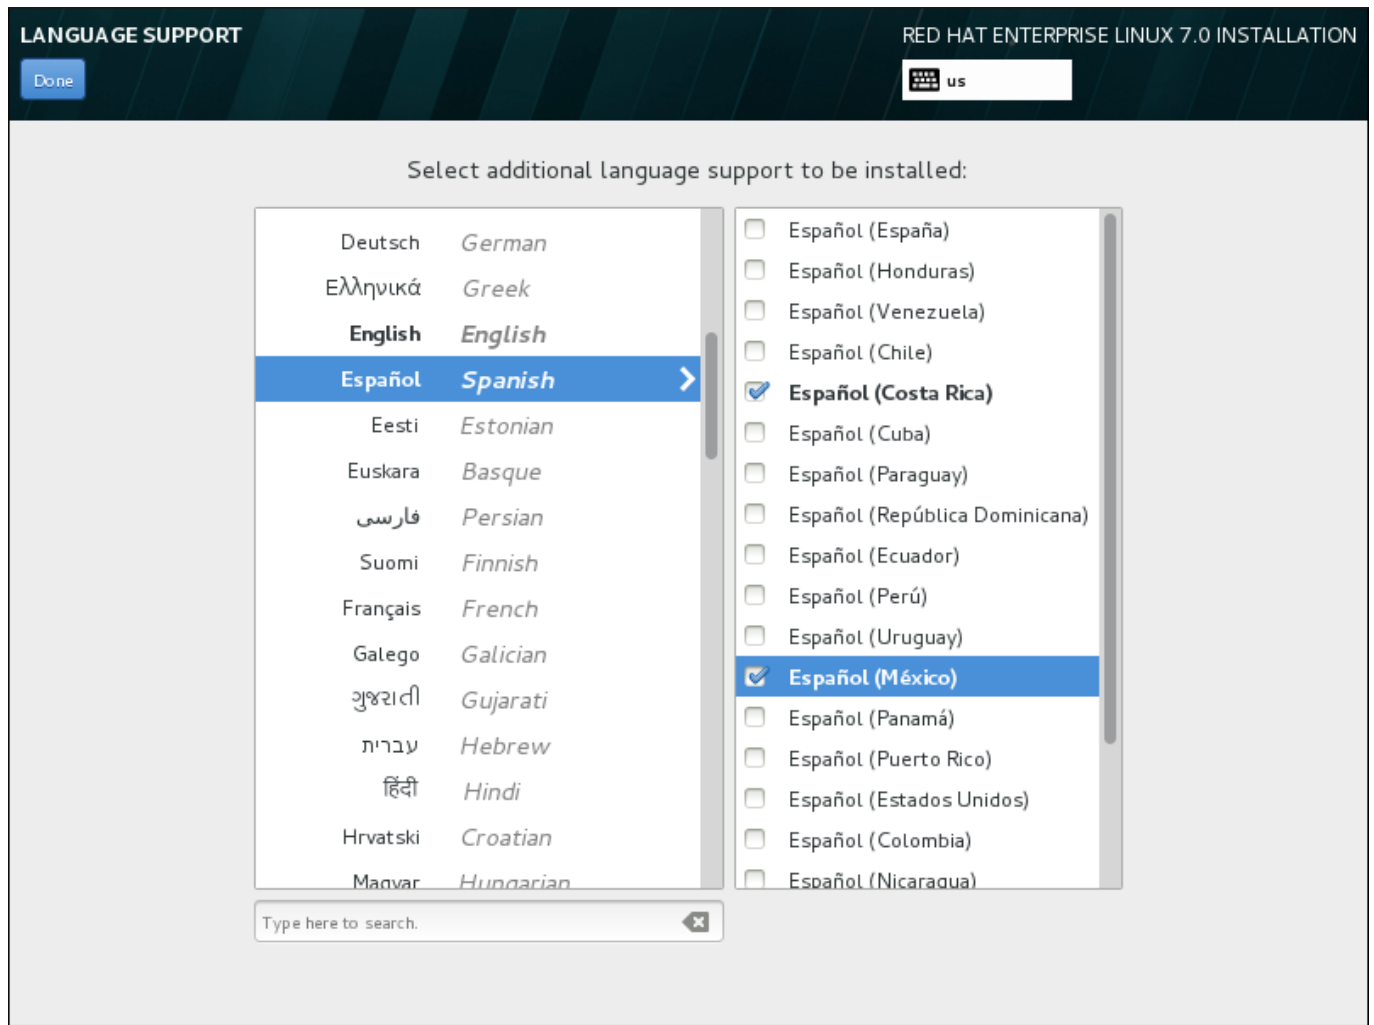 LANGUAGE SUPPORT
RED HAT ENTERPRISE LINUX 7.0 INSTALLATION
Done
us
Select additional language support to be installed:
Deutsch German
Ελληνικά Greek
English English
Español Spanish
Eesti Estonian
Euskara Basque
فارسی Persian
Suomi Finnish
Français French
Galego Galician
ગુજરાતી Gujarati
עברית Hebrew
हिंदी Hindi
Hrvatski Croatian
Magyar Hungarian
Español (España)
Español (Honduras)
Español (Venezuela)
Español (Chile)
Español (Costa Rica)
Español (Cuba)
Español (Paraguay)
Español (República Dominicana)
Español (Ecuador)
Español (Perú)
Español (Uruguay)
Español (México)
Español (Panamá)
Español (Puerto Rico)
Español (Estados Unidos)
Español (Colombia)
Español (Nicaragua)
Type here to search.